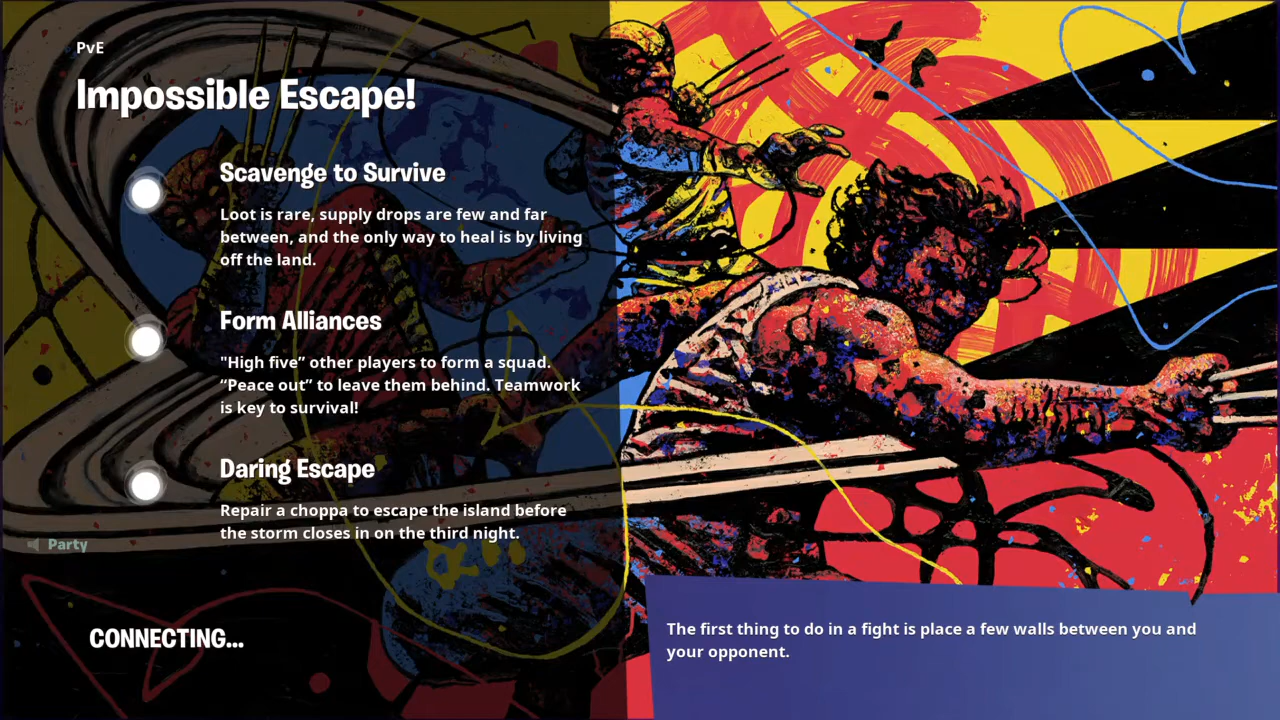 PvE
Impossible Escape!
Scavenge to Survive
Loot is rare, supply drops are few and far
between, and the only way to heal is by living
off the land.
Form Alliances
"High five” other players to form a squad.
“Peace out” to leave them behind. Teamwork
is key to survival!
Daring Escape
Repair a choppa to escape the island before
the storm closes in on the third night.
Party
CONNECTING...
The first thing to do in a fight is place a few walls between you and
your opponent.